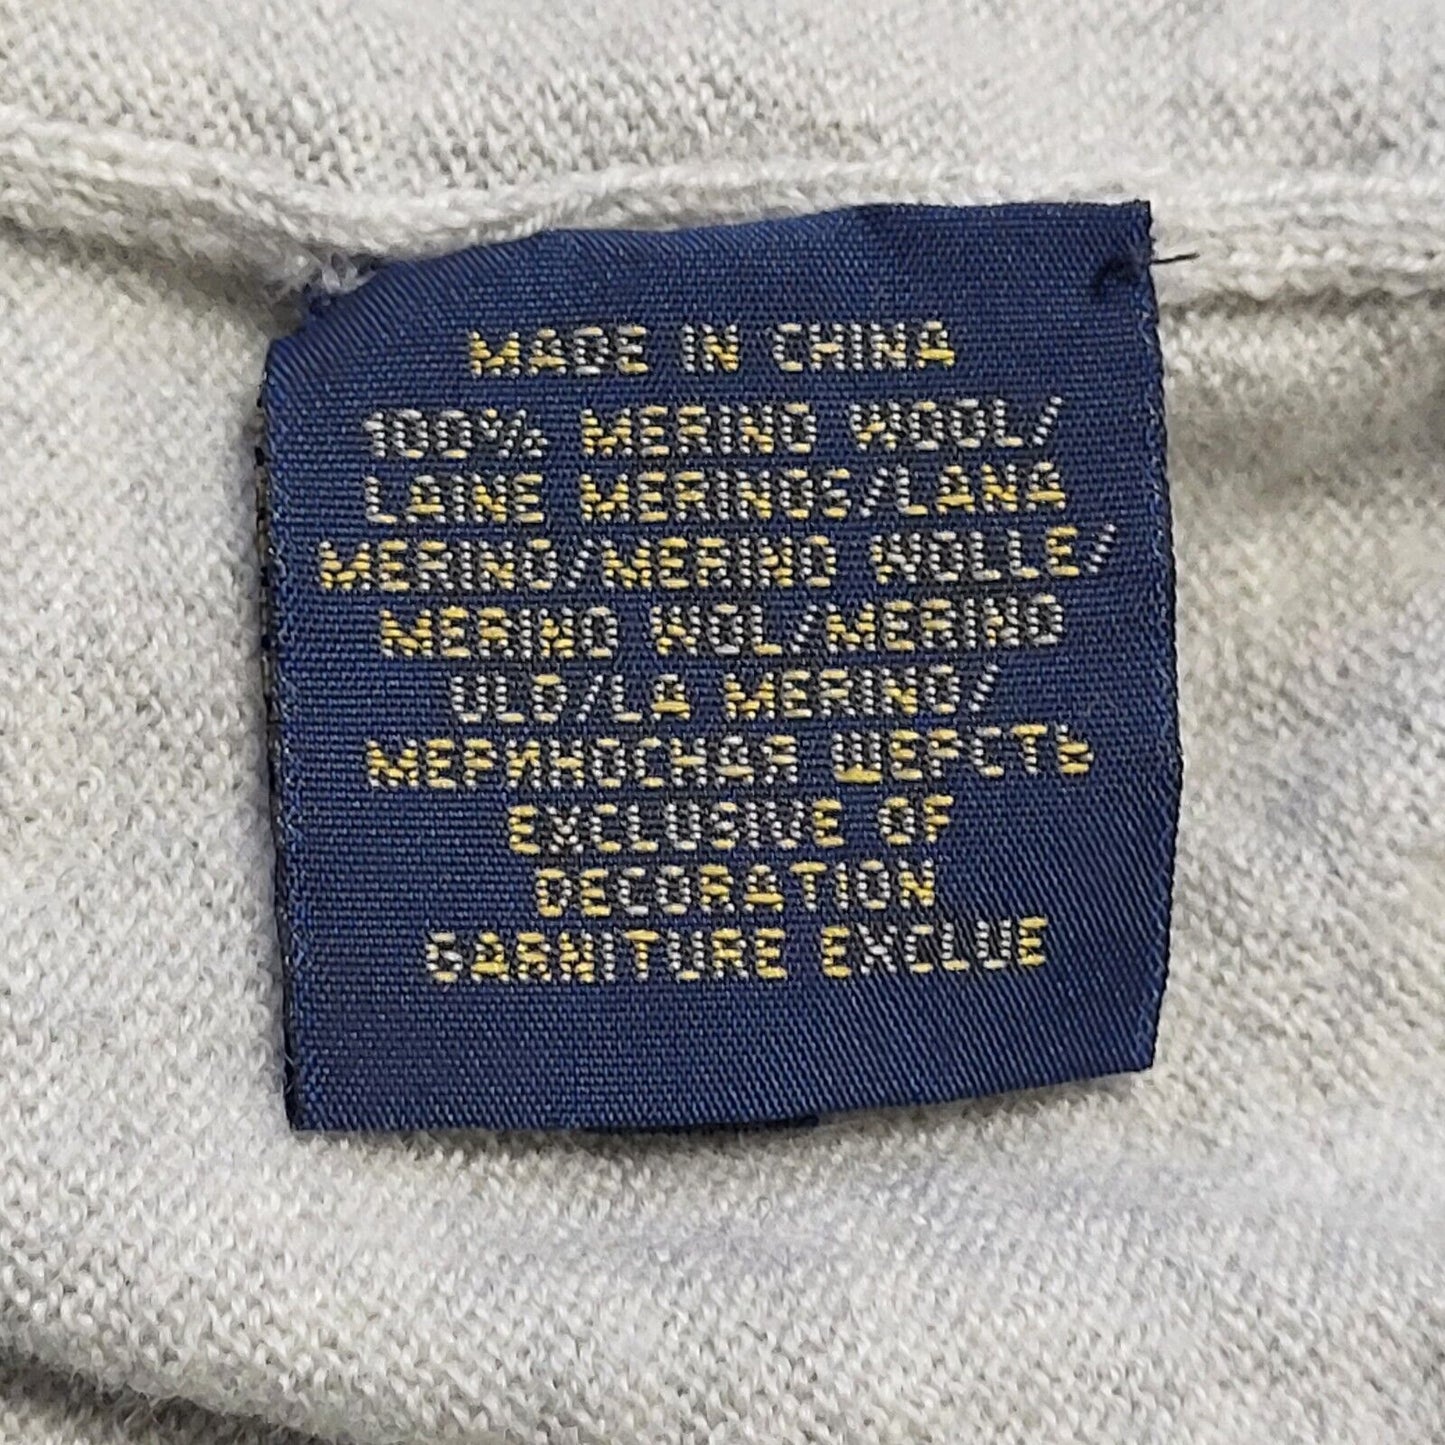 MADE IN CHINA
100% MERINO WOOL/
LAINE MERINOS/LANA
MERINO/MERINO WOLLE/
MERINO WOL/MERINO
ULD/LA MERINO/
МЕРИНОСНАЯ ШЕРСТЬ
EXCLUSIVE OF
DECORATION
GARNITURE EXCLUE